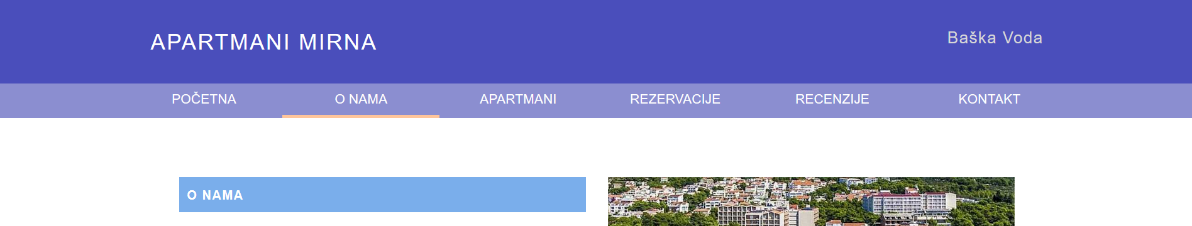 APARTMANI MIRNA
Baška Voda
POČETNA
O NAMA
APARTMANI
REZERVACIJE
RECENZIJE
KONTAKT
O NAMA